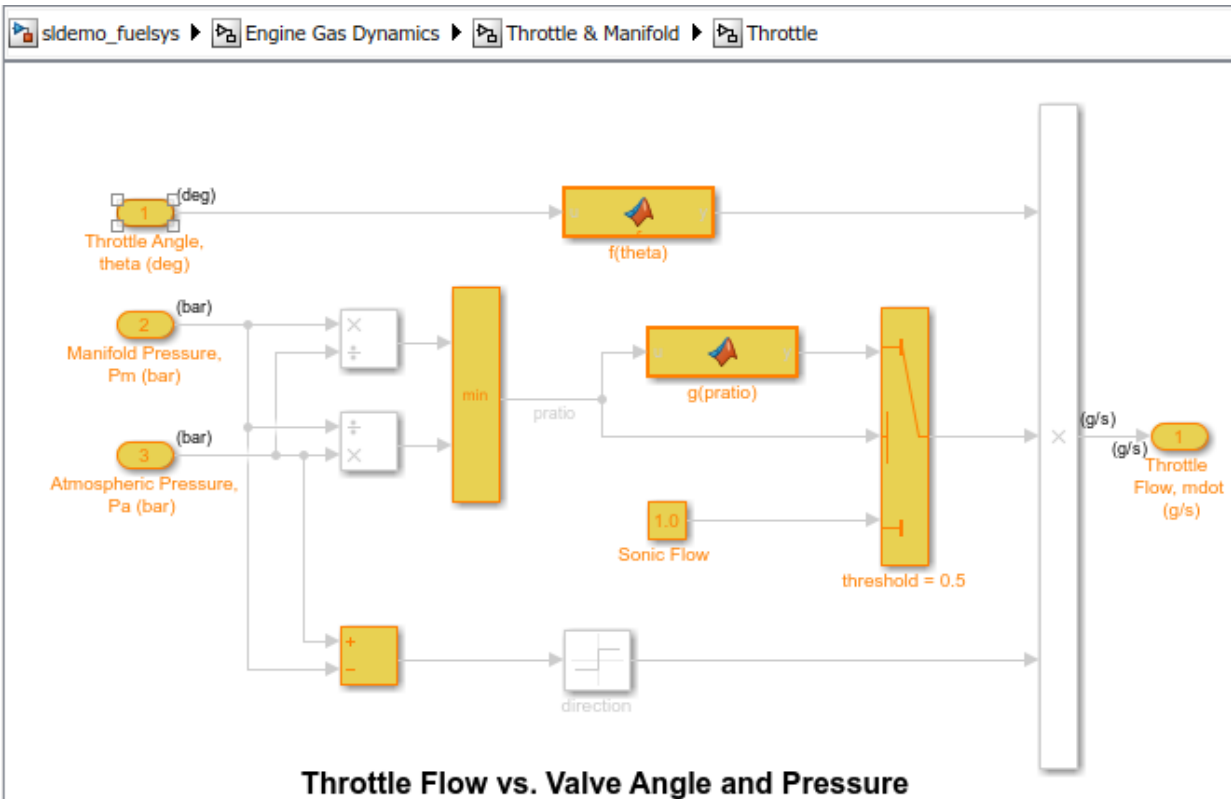 sldemo_fuelsys ▶ Engine Gas Dynamics ▶ Throttle & Manifold ▶ Throttle
(deg)
1
Throttle Angle,
theta (deg)
f(theta)
(bar)
2
Manifold Pressure,
Pm (bar)
×
÷
min
pratio
g(pratio)
(bar)
3
Atmospheric Pressure,
Pa (bar)
÷
×
1.0
Sonic Flow
threshold = 0.5
×
(g/s)
(g/s)
1
Throttle
Flow, mdot
(g/s)
+
−
direction
Throttle Flow vs. Valve Angle and Pressure